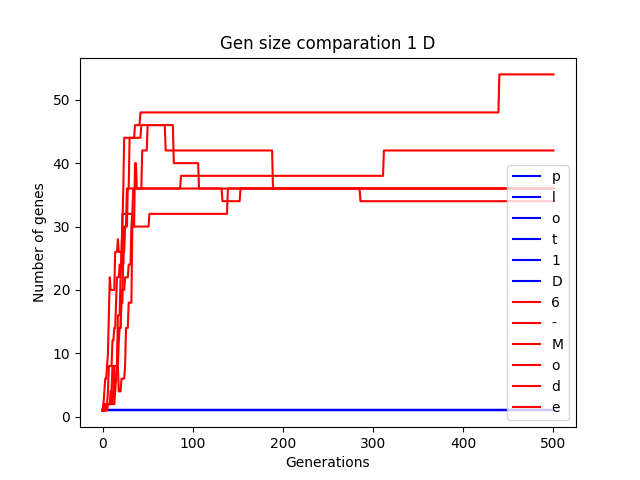 Gen size comparation 1 D
Number of genes
50
40
30
20
10
0
0 100 200 300 400 500
Generations
p
l
o
t
1
D
6
-
M
o
d
e